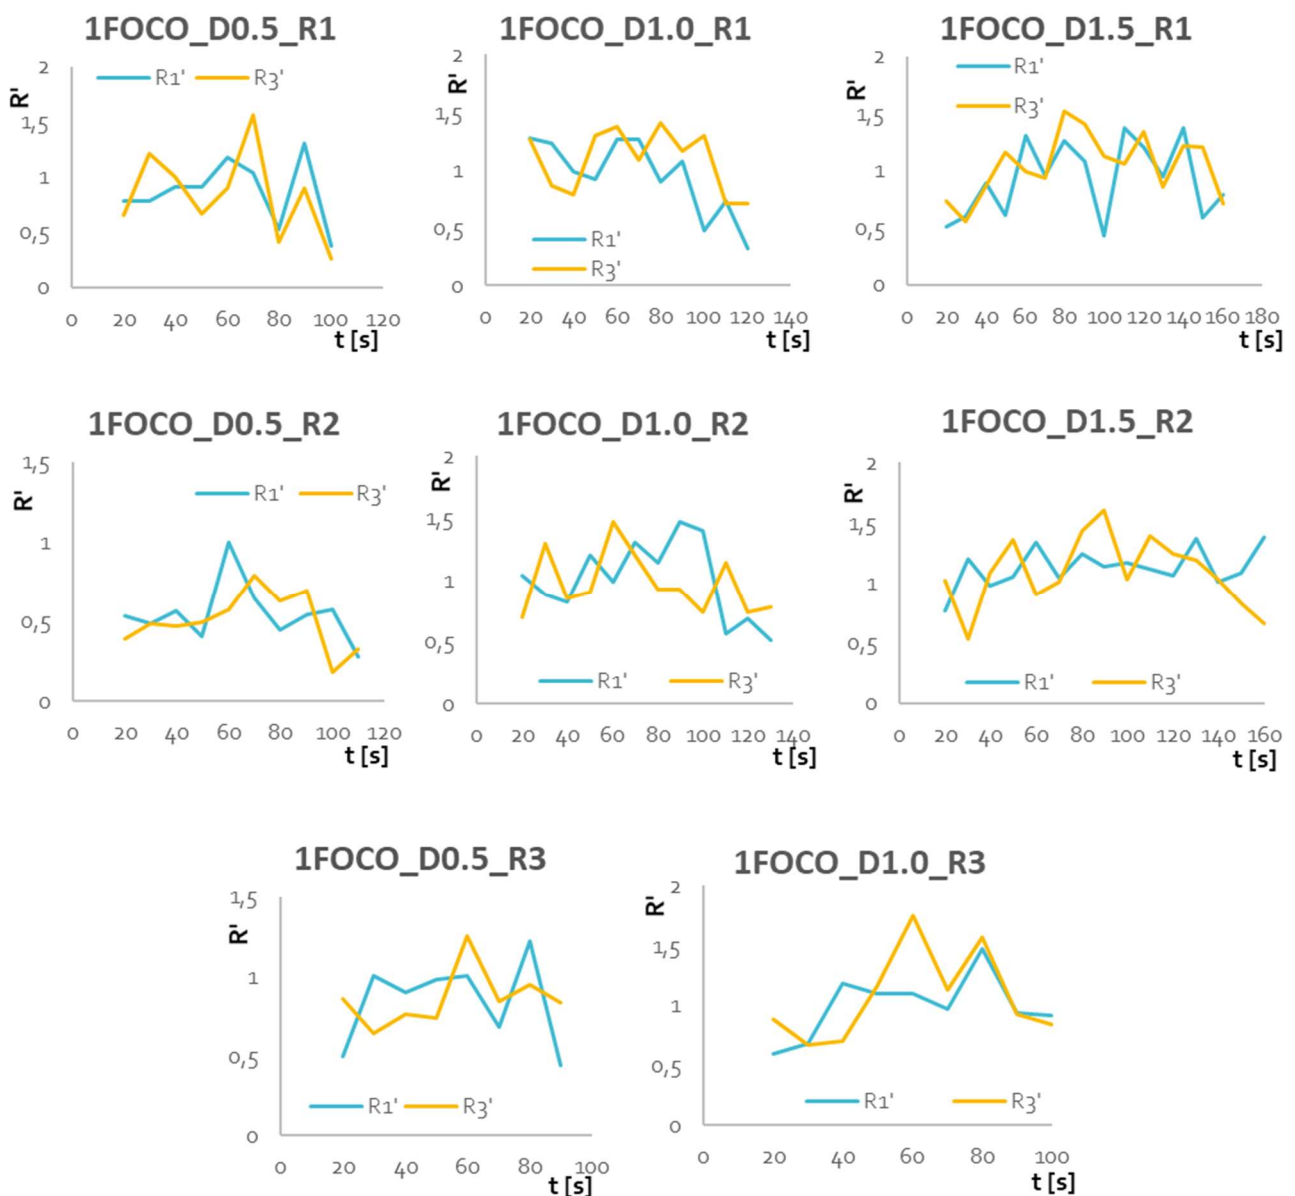 1FOCO_D0.5_R1
R'
R1' R3'
2
1,5
1
0,5
0
0 20 40 60 80 100 120
t [s]
1FOCO_D1.0_R1
R'
2
1,5
1
0,5
0
R1'
R3'
0 20 40 60 80 100 120 140
t [s]
1FOCO_D1.5_R1
R'
R1'
R3'
2
1,5
1
0,5
0
0 20 40 60 80 100 120 140 160 180
t [s]
1FOCO_D0.5_R2
R'
R1' R3'
1,5
1
0,5
0
0 20 40 60 80 100 120
t [s]
1FOCO_D1.0_R2
R'
2
1,5
1
0,5
0
R1' R3'
0 20 40 60 80 100 120 140
t [s]
1FOCO_D1.5_R2
R'
2
1,5
1
0,5
0
R1' R3'
0 20 40 60 80 100 120 140 160
t [s]
1FOCO_D0.5_R3
R'
1,5
1
0,5
0
R1' R3'
0 20 40 60 80 100
t [s]
1FOCO_D1.0_R3
R'
2
1,5
1
0,5
0
R1' R3'
0 20 40 60 80 100
t [s]